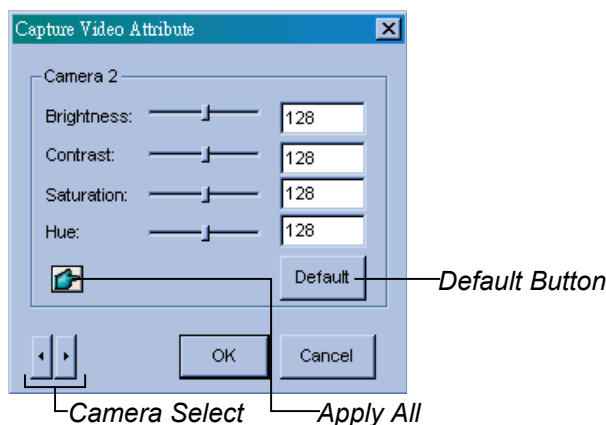 Capture Video Attribute
Camera 2
Brightness: 128
Contrast: 128
Saturation: 128
Hue: 128
Default
Default Button
OK Cancel
Camera Select
Apply All